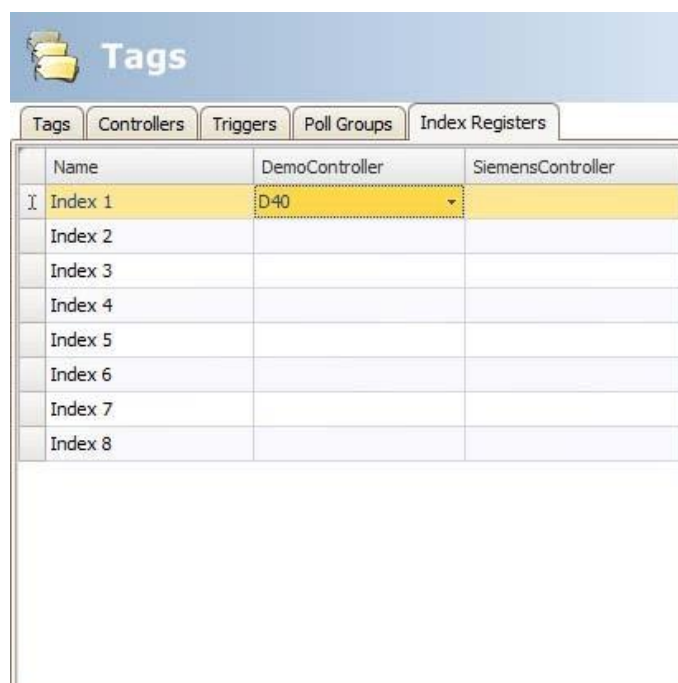 Tags
Tags Controllers Triggers Poll Groups Index Registers
Name DemoController SiemensController
Index 1 D40
Index 2
Index 3
Index 4
Index 5
Index 6
Index 7
Index 8